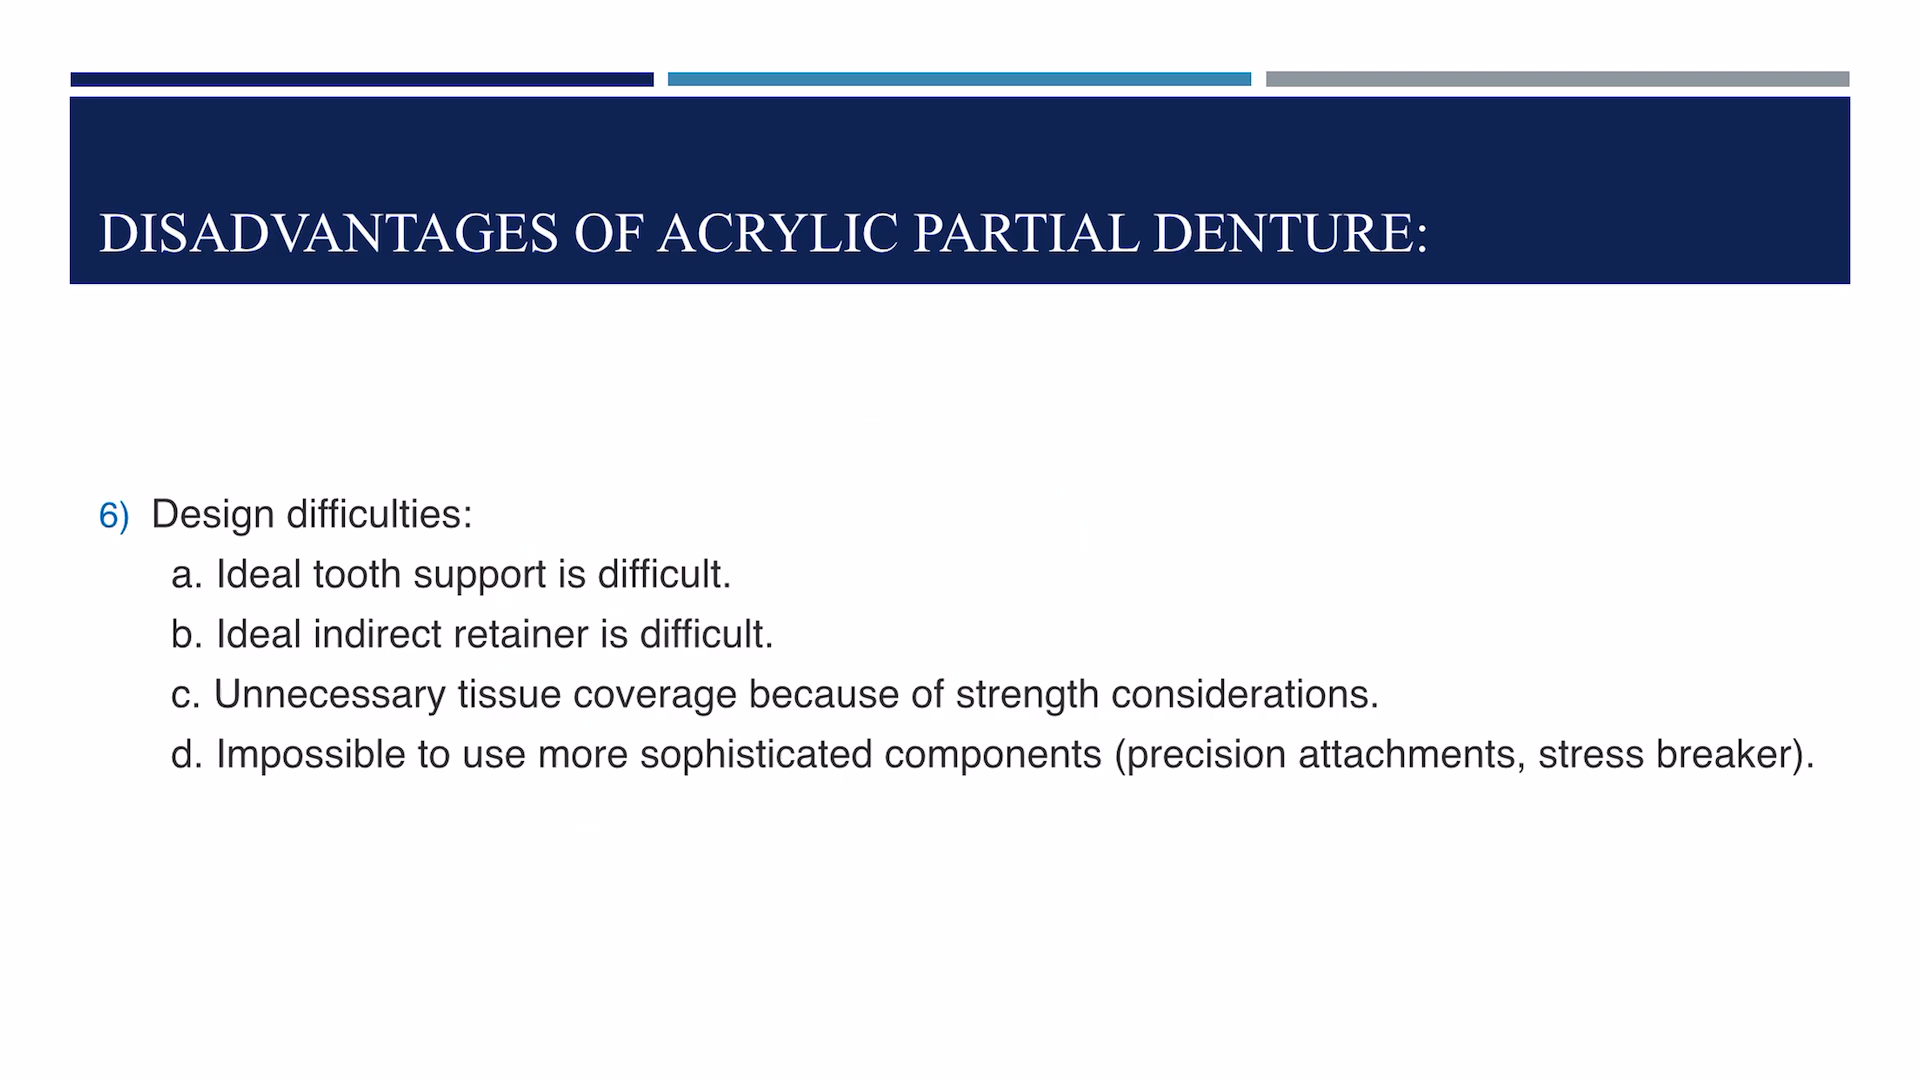 DISADVANTAGES OF ACRYLIC PARTIAL DENTURE:
6) Design difficulties:
a. Ideal tooth support is difficult.
b. Ideal indirect retainer is difficult.
c. Unnecessary tissue coverage because of strength considerations.
d. Impossible to use more sophisticated components (precision attachments, stress breaker).